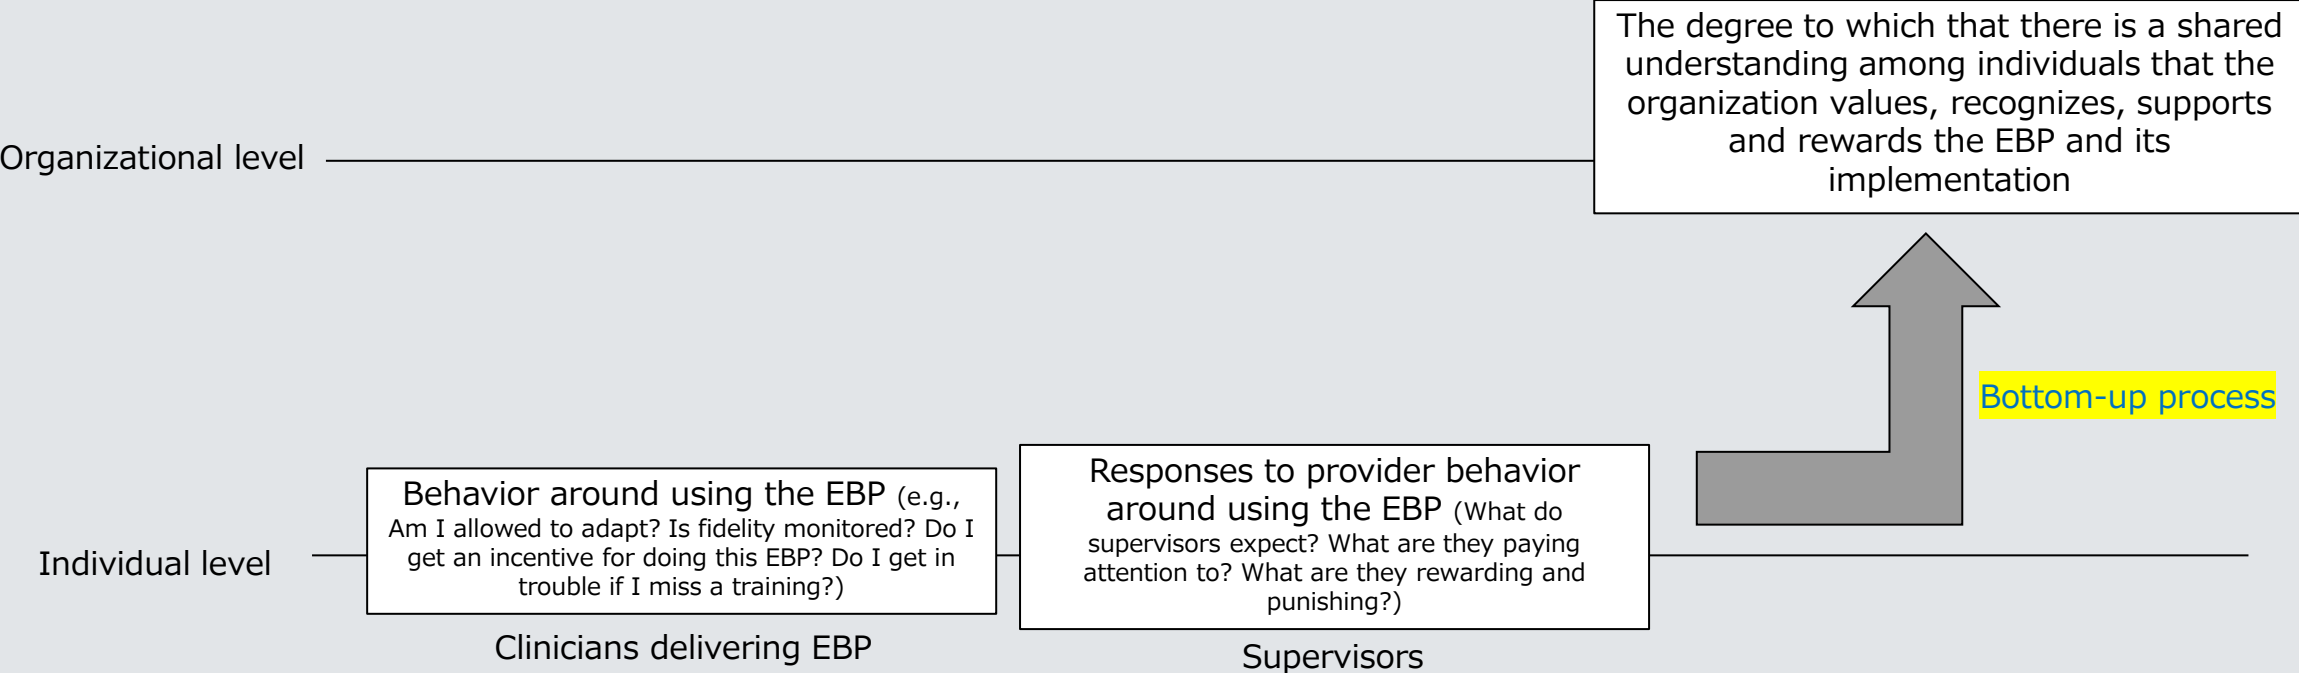 The degree to which that there is a shared
understanding among individuals that the
organization values, recognizes, supports
and rewards the EBP and its
implementation
Organizational level
Bottom-up process
Individual level
Behavior around using the EBP (e.g.,
Am I allowed to adapt? Is fidelity monitored? Do I
get an incentive for doing this EBP? Do I get in
trouble if I miss a training?)
Clinicians delivering EBP
Responses to provider behavior
around using the EBP (What do
supervisors expect? What are they paying
attention to? What are they rewarding and
punishing?)
Supervisors